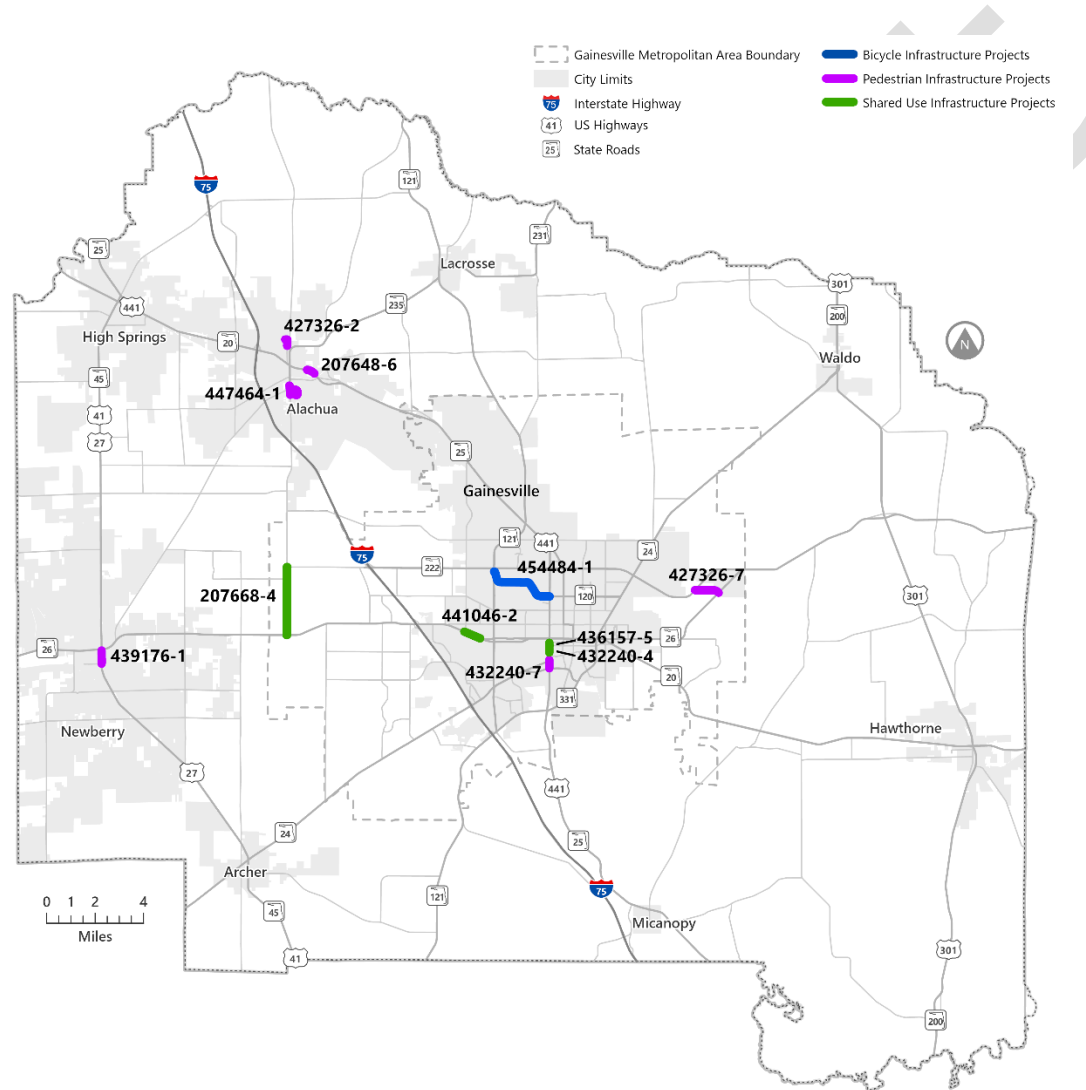 Gainesville Metropolitan Area Boundary
City Limits
75 Interstate Highway
41 US Highways
25 State Roads
Bicycle Infrastructure Projects
Pedestrian Infrastructure Projects
Shared Use Infrastructure Projects
75
121
25
231
Lacrosse
441
301
235
200
High Springs
427326-2
20
N
207648-6
Waldo
45
447464-1
Alachua
41
27
25
Gainesville
121
441
24
75
222
454484-1
427326-7
207668-4
120
301
441046-2
436157-5
26
26
439176-1
432240-4
432240-7
20
331
Newberry
Hawthorne
27
441
24
25
Archer
75
121
0 1 2 4
45
Miles
Micanopy
301
41
200